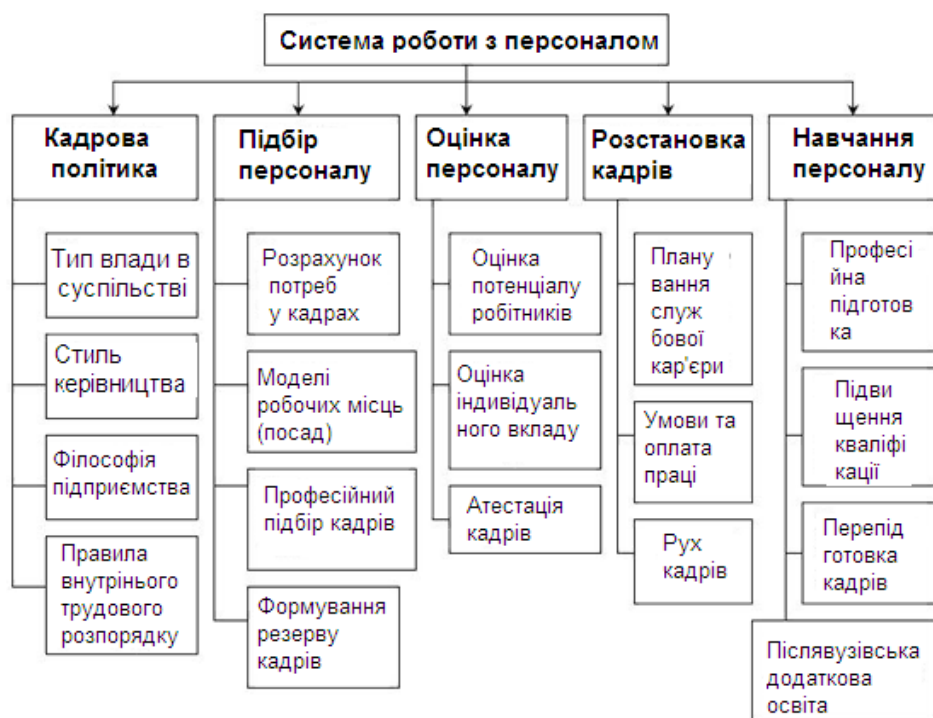 Система роботи з персоналом
Кадрова
політика
Тип влади в
суспільстві
Стиль
керівництва
Філософія
підприємства
Правила
внутрінього
трудового
розпорядку
Підбір
персоналу
Розрахунок
потреб
у кадрах
Моделі
робочих місць
(посад)
Професійний
підбір кадрів
Формування
резерву
кадрів
Оцінка
персоналу
Оцінка
потенціалу
робітників
Оцінка
індивідуаль
ного вкладу
Атестація
кадрів
Розстановка
кадрів
Плану
вання
служ
бової
кар'єри
Умови та
оплата
праці
Рух
кадрів
Навчання
персоналу
Професі
йна
підготов
ка
Підви
щення
кваліфі
кації
Перепід
готовка
кадрів
Післявузівська
додаткова
освіта